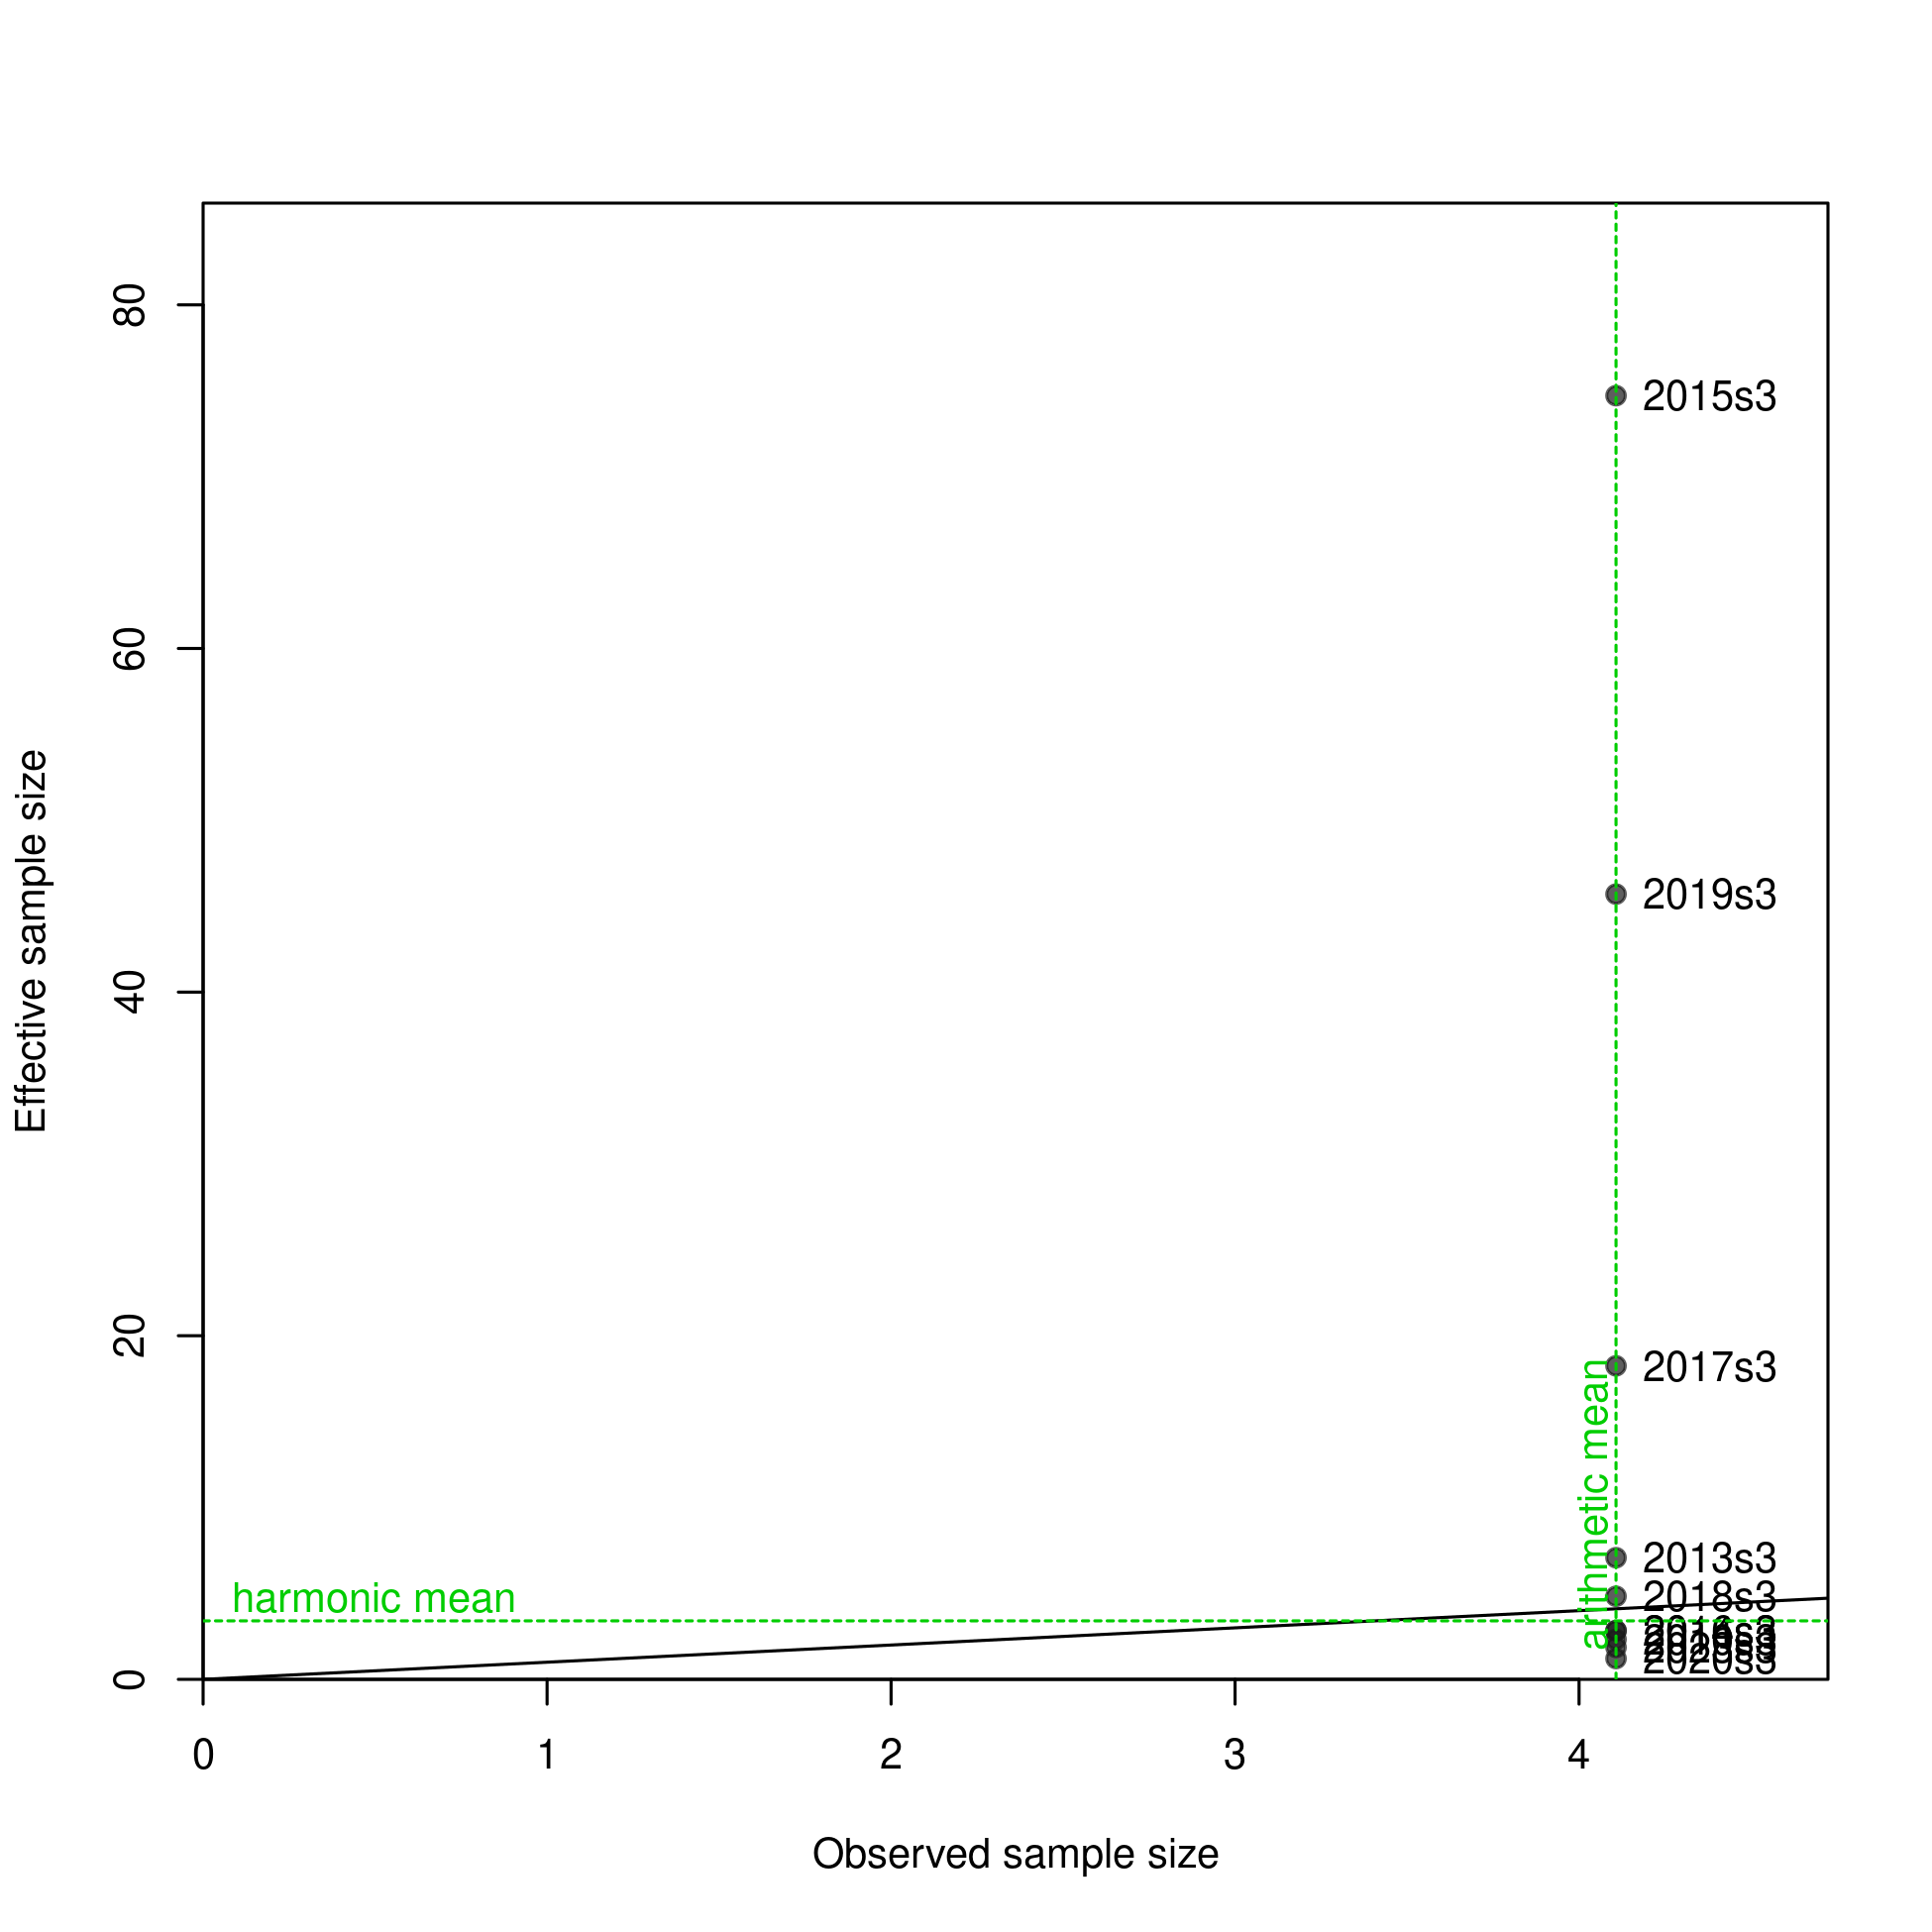 80
60
40
20
0
Effective sample size
2015s3
2019s3
2017s3
2013s3
2018s3
2020s3
arithmetic mean
harmonic mean
0 1 2 3 4
Observed sample size